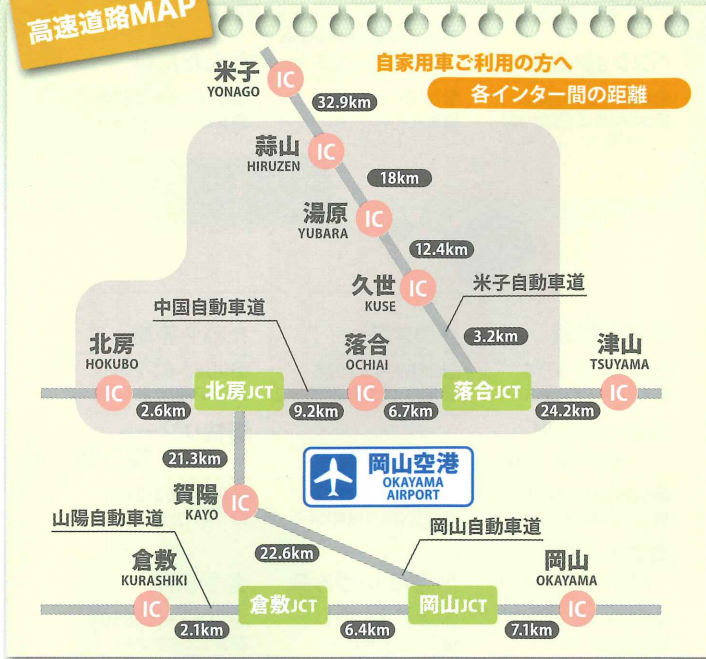 高速道路MAP
自家用車ご利用の方へ
各インター間の距離
米子
YONAGO
IC
32.9km
蒜山
HIRUZEN
IC
18km
湯原
YUBARA
IC
12.4km
久世
KUSE
IC
米子自動車道
3.2km
中国自動車道
北房
HOKUBO
IC
2.6km
北房JCT
9.2km
落合
OCHIAI
IC
6.7km
落合JCT
24.2km
津山
TSUYAMA
IC
21.3km
岡山空港
OKAYAMA
AIRPORT
賀陽
KAYO
IC
山陽自動車道
22.6km
岡山自動車道
倉敷
KURASHIKI
IC
2.1km
倉敷JCT
6.4km
岡山JCT
7.1km
岡山
OKAYAMA
IC